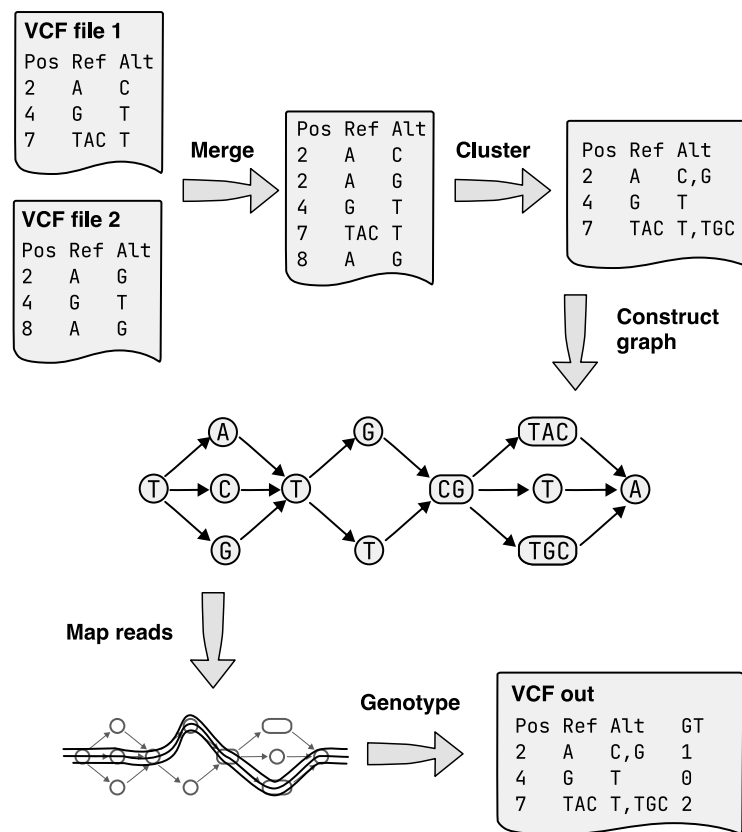 VCF file 1
Pos Ref Alt
2 A C
4 G T
7 TAC T
VCF file 2
Pos Ref Alt
2 A G
4 G T
8 A G
Merge
Pos Ref Alt
2 A C
2 A G
4 G T
7 TAC T
8 A G
Cluster
Pos Ref Alt
2 A C,G
4 G T
7 TAC T,TGC
Construct
graph
A G TAC
T C T CG T A
G T TGC
Map reads
Genotype
VCF out
Pos Ref Alt GT
2 A C,G 1
4 G T 0
7 TAC T,TGC 2